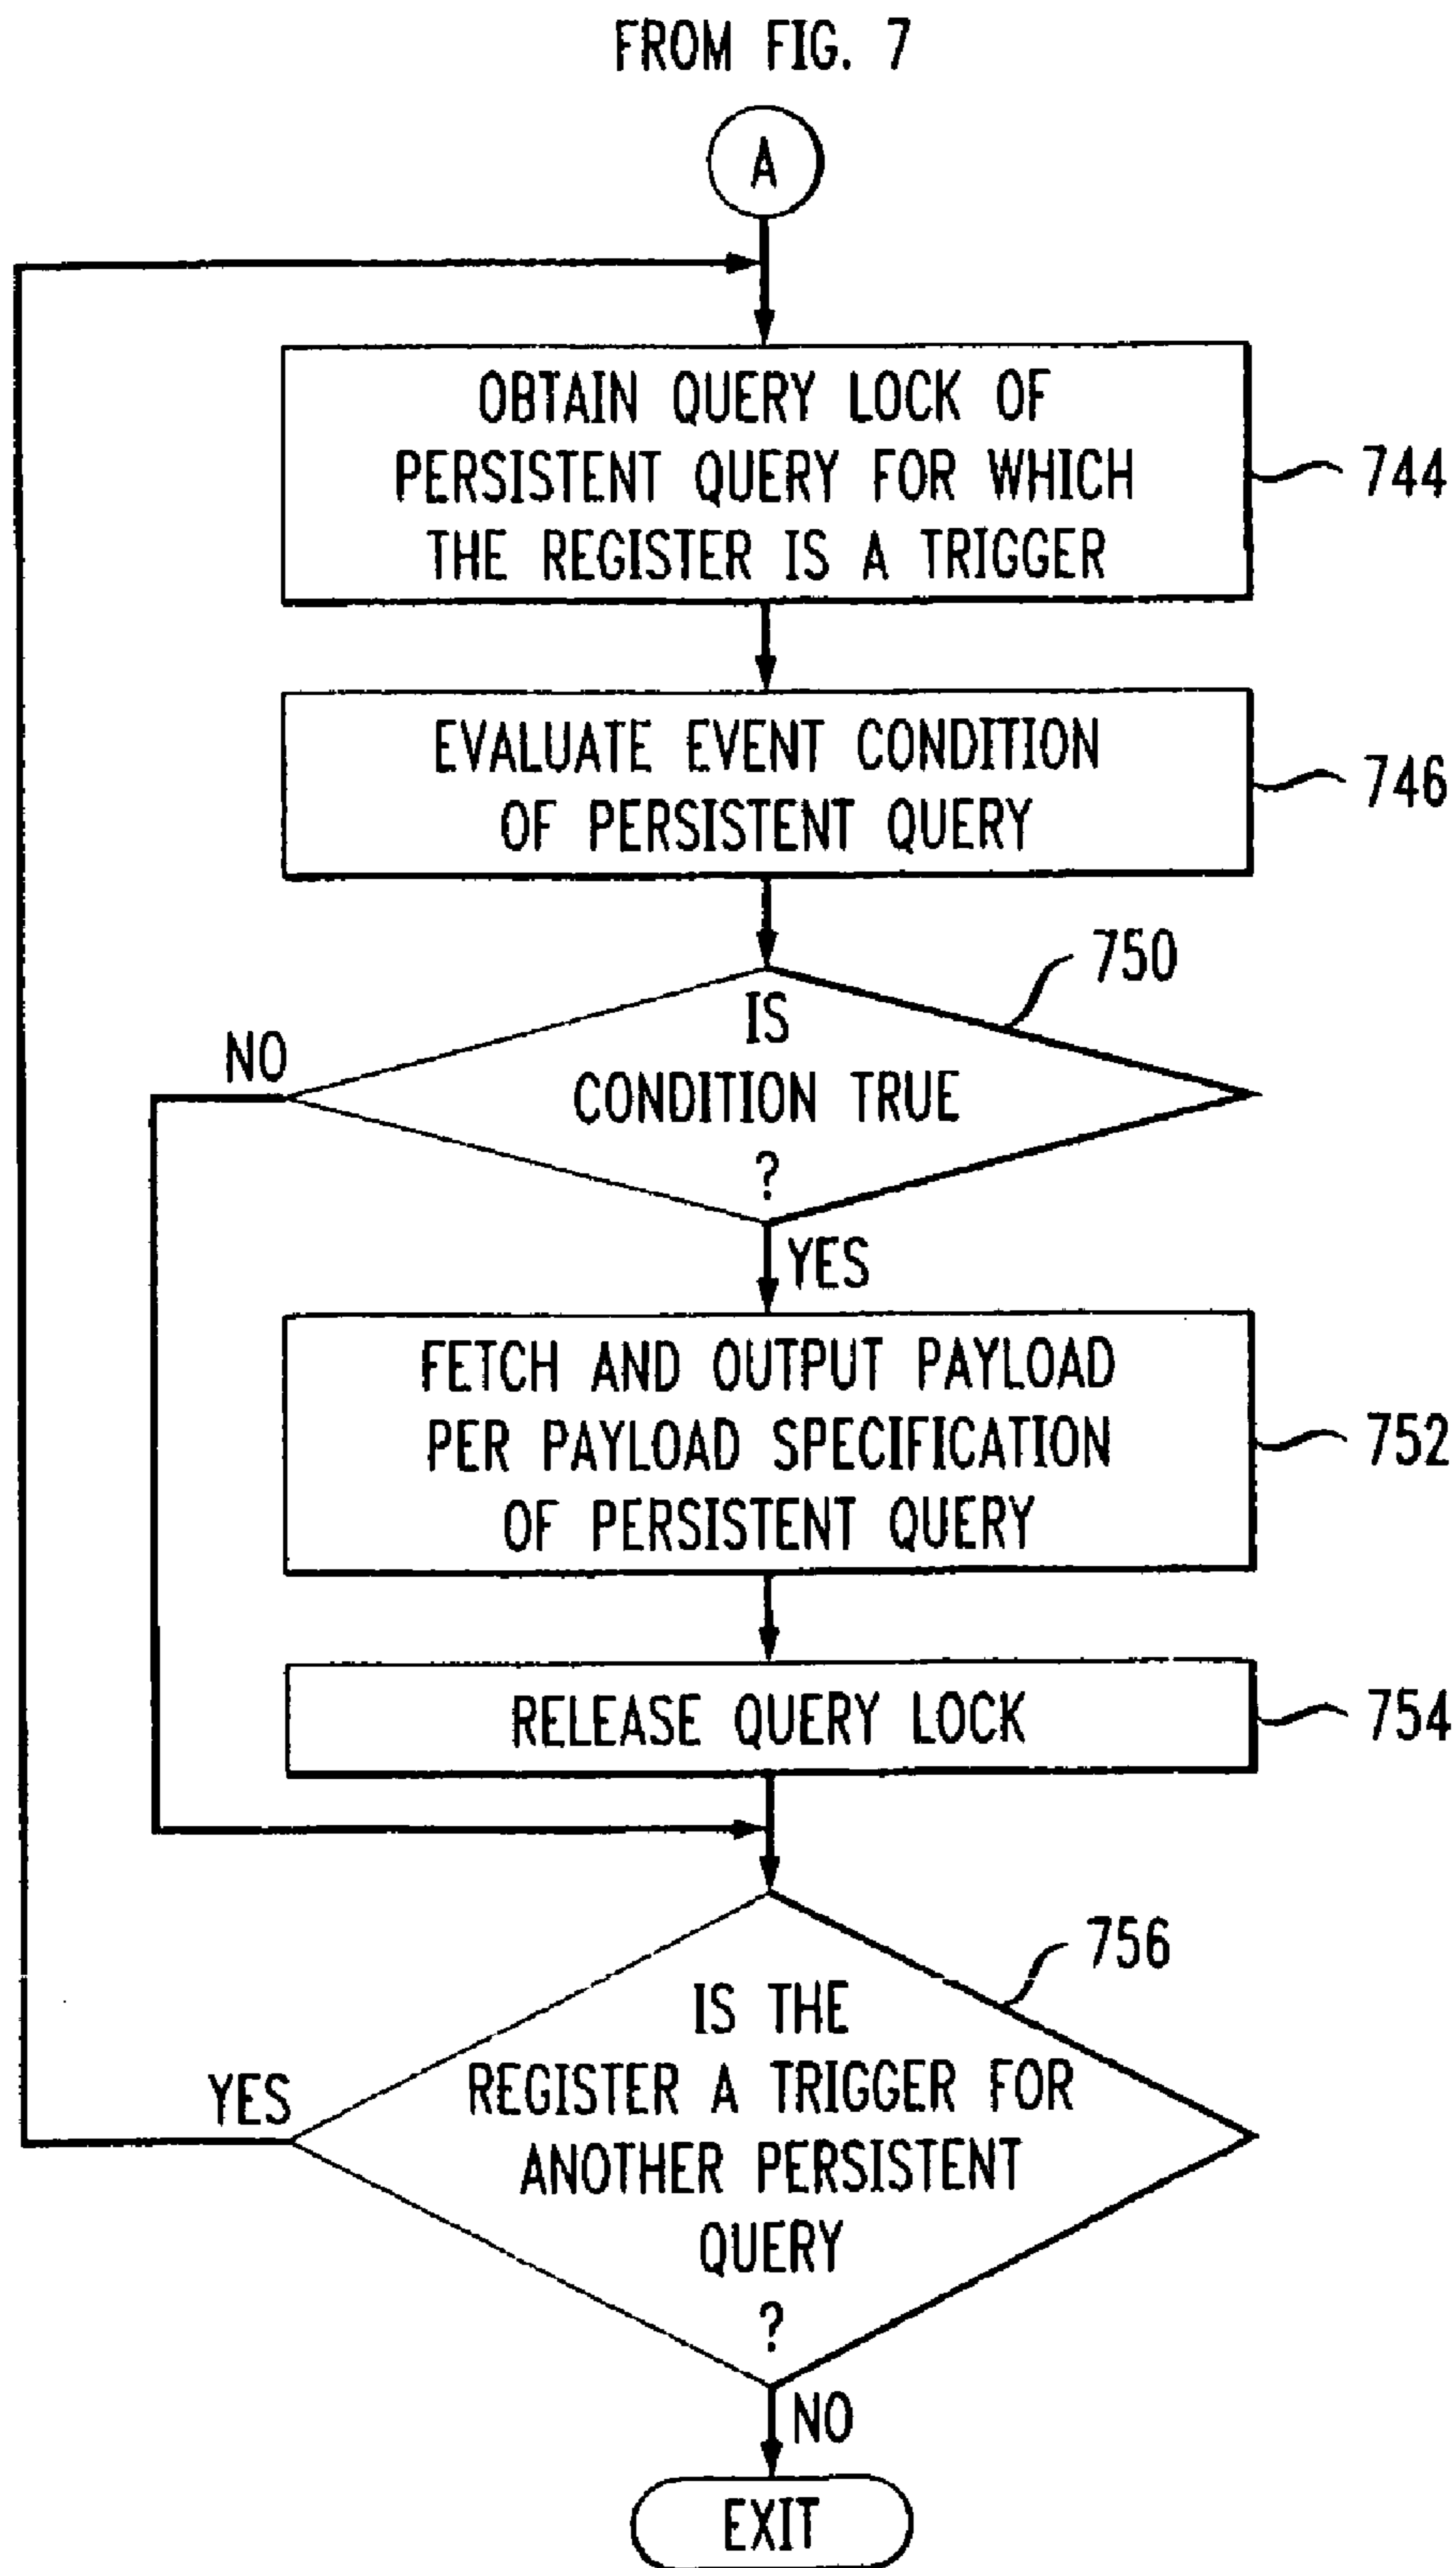 FROM FIG. 7
A
OBTAIN QUERY LOCK OF
PERSISTENT QUERY FOR WHICH
THE REGISTER IS A TRIGGER
744
EVALUATE EVENT CONDITION
OF PERSISTENT QUERY
746
750
IS
CONDITION TRUE
?
NO
YES
FETCH AND OUTPUT PAYLOAD
PER PAYLOAD SPECIFICATION
OF PERSISTENT QUERY
752
RELEASE QUERY LOCK
754
756
IS THE
REGISTER A TRIGGER FOR
ANOTHER PERSISTENT
QUERY
?
YES
NO
EXIT